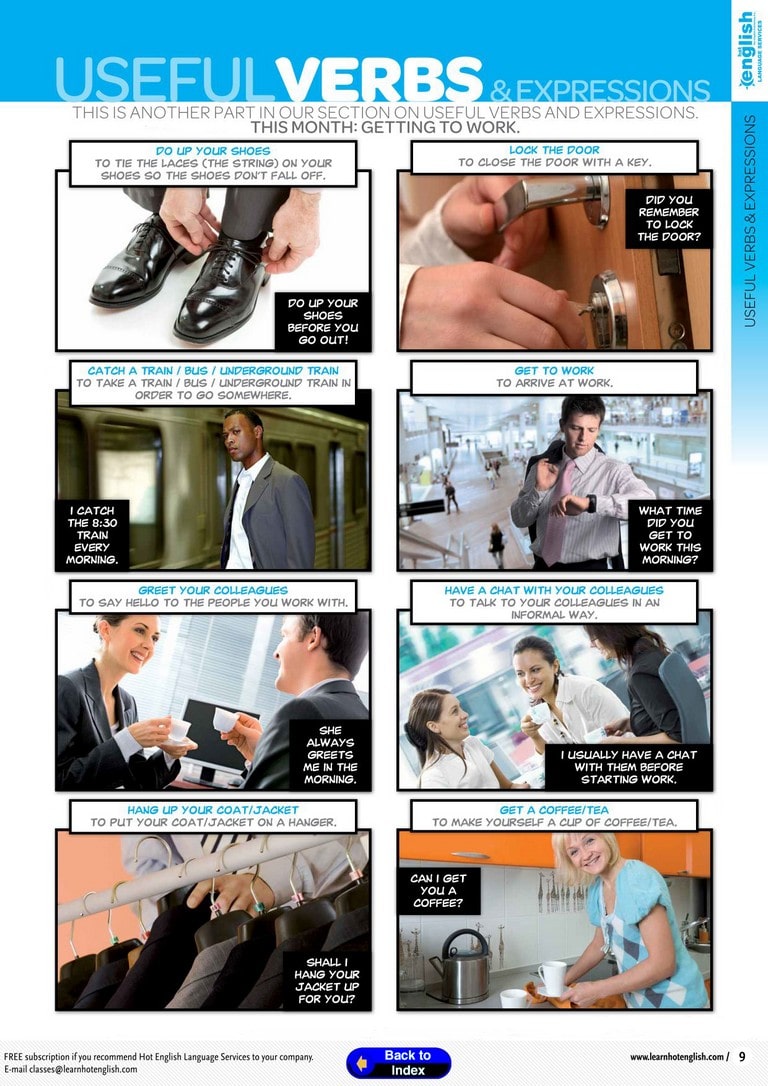 USEFUL VERBS & EXPRESSIONS
THIS IS ANOTHER PART IN OUR SECTION ON USEFUL VERBS AND EXPRESSIONS.
THIS MONTH: GETTING TO WORK.
DO UP YOUR SHOES
TO TIE THE LACES (THE STRING) ON YOUR
SHOES SO THE SHOES DON'T FALL OFF.
DO UP YOUR
SHOES
BEFORE YOU
GO OUT!
LOCK THE DOOR
TO CLOSE THE DOOR WITH A KEY.
DID YOU
REMEMBER
TO LOCK
THE DOOR?
CATCH A TRAIN / BUS / UNDERGROUND TRAIN
TO TAKE A TRAIN / BUS / UNDERGROUND TRAIN IN
ORDER TO GO SOMEWHERE.
I CATCH
THE 8:30
TRAIN
EVERY
MORNING.
GET TO WORK
TO ARRIVE AT WORK.
WHAT TIME
DID YOU
GET TO
WORK THIS
MORNING?
GREET YOUR COLLEAGUES
TO SAY HELLO TO THE PEOPLE YOU WORK WITH.
SHE
ALWAYS
GREETS
ME IN THE
MORNING.
HAVE A CHAT WITH YOUR COLLEAGUES
TO TALK TO YOUR COLLEAGUES IN AN
INFORMAL WAY.
I USUALLY HAVE A CHAT
WITH THEM BEFORE
STARTING WORK.
HANG UP YOUR COAT/JACKET
TO PUT YOUR COAT/JACKET ON A HANGER.
SHALL I
HANG YOUR
JACKET UP
FOR YOU?
GET A COFFEE/TEA
TO MAKE YOURSELF A CUP OF COFFEE/TEA.
CAN I GET
YOU A
COFFEE?
hot
english
LANGUAGE SERVICES
USEFUL VERBS & EXPRESSIONS
FREE subscription if you recommend Hot English Language Services to your company.
E-mail classes@learnhotenglish.com
Back to
Index
www.learnhotenglish.com / 9